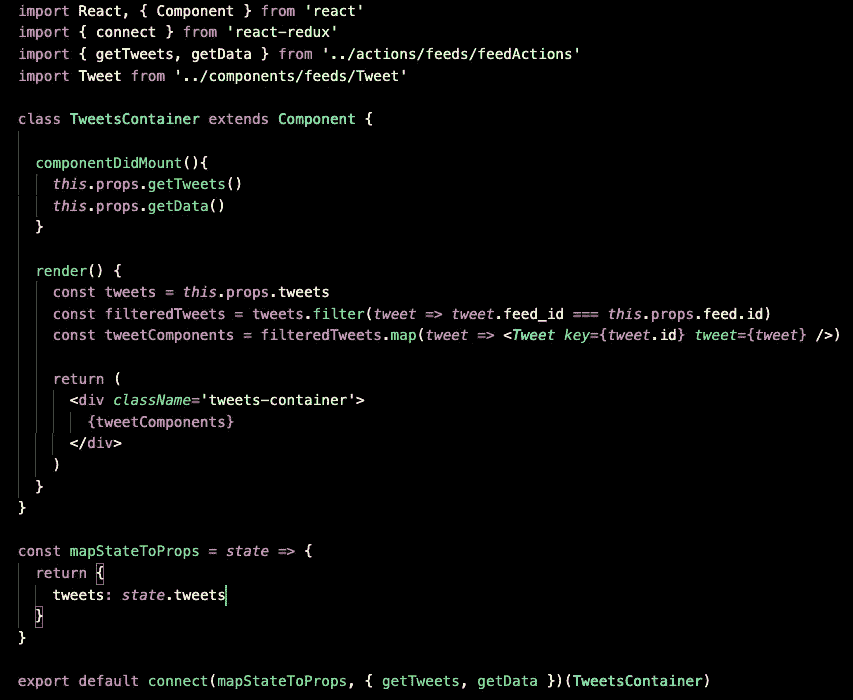 import React, { Component } from 'react'
import { connect } from 'react-redux'
import { getTweets, getData } from '../actions/feeds/feedActions'
import Tweet from '../components/feeds/Tweet'
class TweetsContainer extends Component {
componentDidMount(){
this.props.getTweets()
this.props.getData()
}
render() {
const tweets = this.props.tweets
const filteredTweets = tweets.filter(tweet => tweet.feed_id === this.props.feed.id)
const tweetComponents = filteredTweets.map(tweet => <Tweet key={tweet.id} tweet={tweet} />)
return (
<div className='tweets-container'>
{tweetComponents}
</div>
)
}
}
const mapStateToProps = state => {
return {
tweets: state.tweets
}
}
export default connect(mapStateToProps, { getTweets, getData })(TweetsContainer)